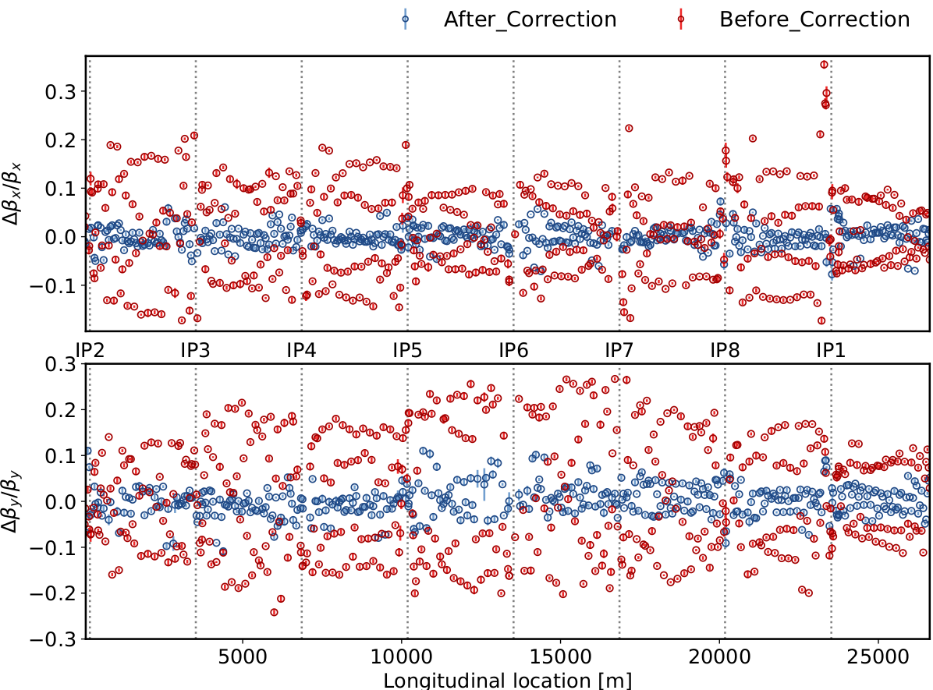 After_Correction Before_Correction
0.3
0.2
0.1
0.0
−0.1
Δβx/βx
IP2 IP3 IP4 IP5 IP6 IP7 IP8 IP1
0.3
0.2
0.1
0.0
−0.1
−0.2
−0.3
Δβy/βy
5000 10000 15000 20000 25000
Longitudinal location [m]